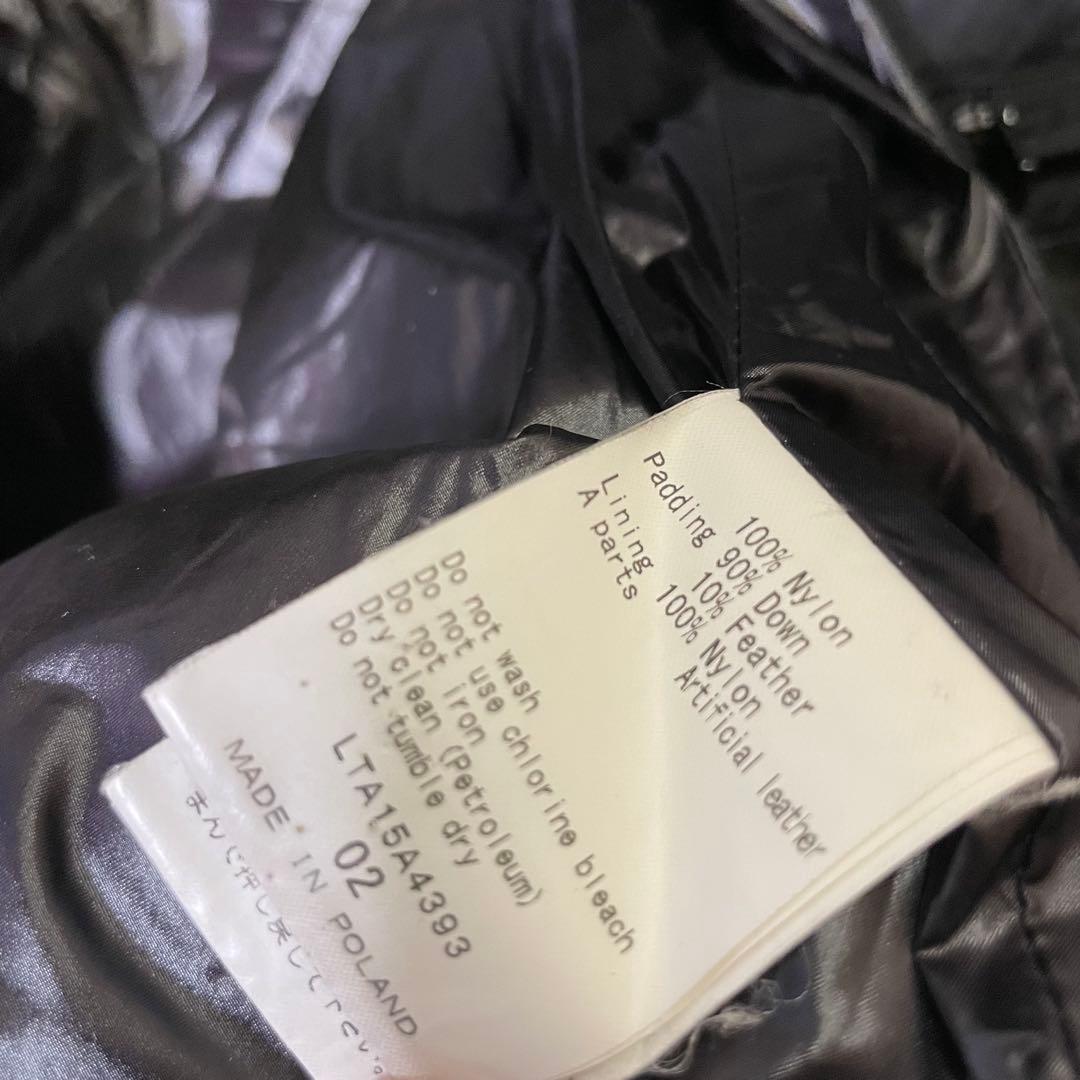 100% Nylon
Padding 90% Down
10% Feather
Lining 100% Nylon
A parts Artificial leather
Do not wash
Do not use chlorine bleach
Do not iron
Dry clean (Petroleum)
Do not tumble dry
LTA15A4393
02
MADE IN POLAND